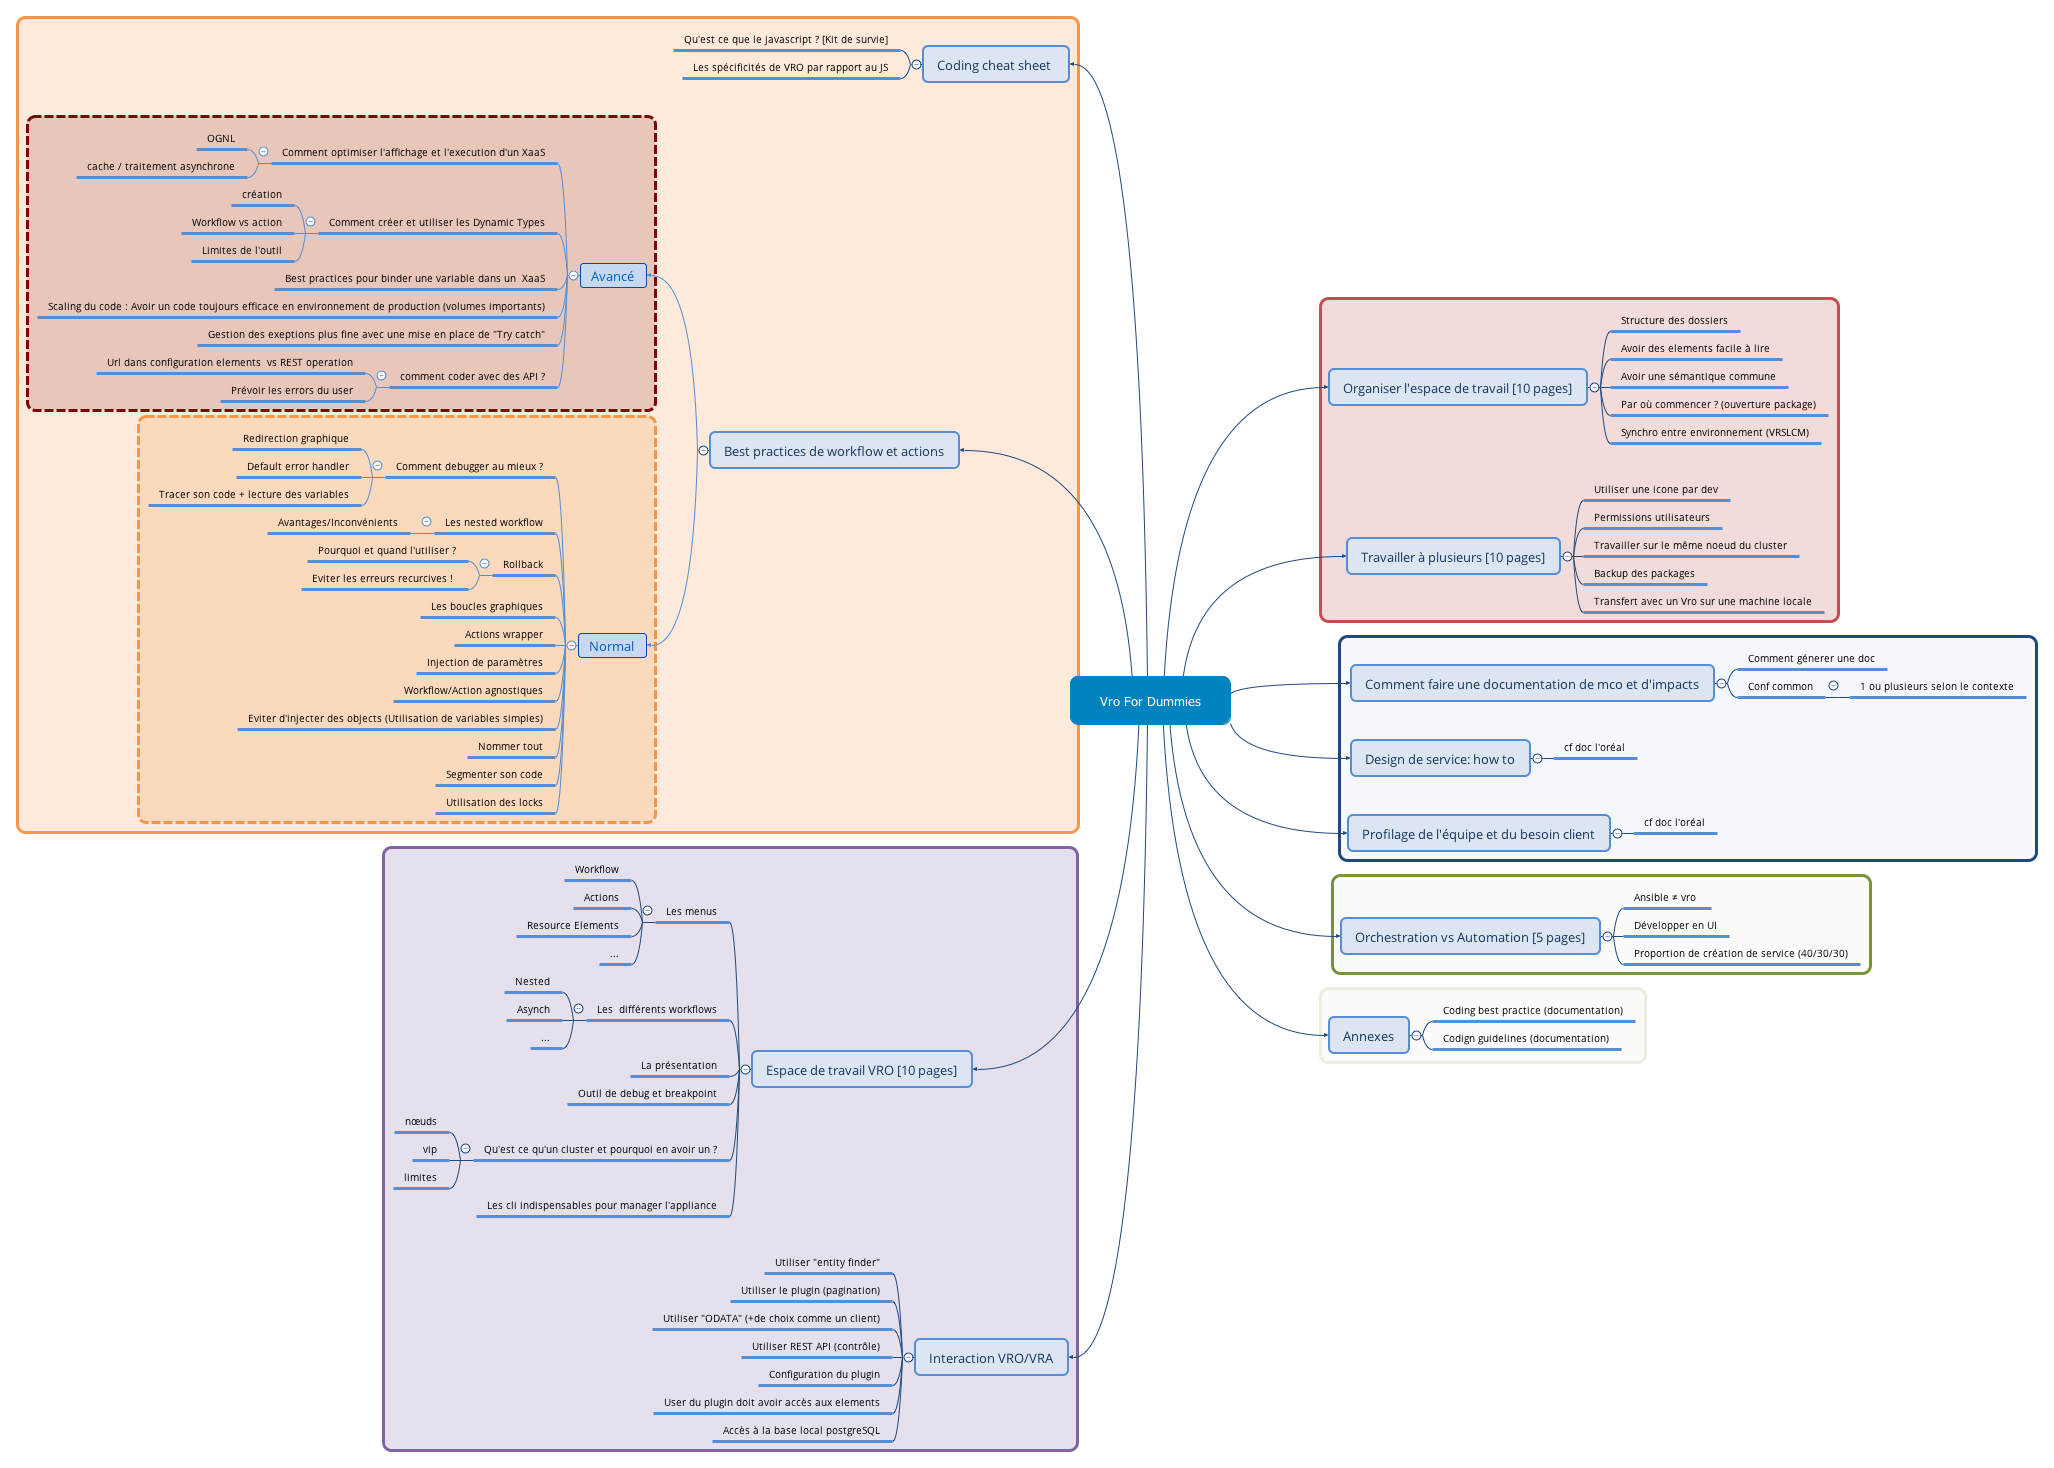 Vro For Dummies
Coding cheat sheet
Qu'est ce que le javascript ? [Kit de survie]
Les spécificités de VRO par rapport au JS
Best practices de workflow et actions
Avancé
Comment optimiser l'affichage et l'execution d'un XaaS
OGNL
cache / traitement asynchrone
Comment créer et utiliser les Dynamic Types
création
Workflow vs action
Limites de l'outil
Best practices pour binder une variable dans un  XaaS
Scaling du code : Avoir un code toujours efficace en environnement de production (volumes importants)
Gestion des exeptions plus fine avec une mise en place de "Try catch"
comment coder avec des API ?
Url dans configuration elements  vs REST operation
Prévoir les errors du user
Normal
Comment debugger au mieux ?
Redirection graphique
Default error handler
Tracer son code + lecture des variables
Les nested workflow
Avantages/Inconvénients
Rollback
Pourquoi et quand l'utiliser ?
Eviter les erreurs recurcives !
Les boucles graphiques
Actions wrapper
Injection de paramètres
Workflow/Action agnostiques
Eviter d'injecter des objects (Utilisation de variables simples)
Nommer tout
Segmenter son code
Utilisation des locks
Espace de travail VRO [10 pages]
Les menus
Workflow
Actions
Resource Elements
...
Les  différents workflows
Nested
Asynch
...
La présentation
Outil de debug et breakpoint
Qu'est ce qu'un cluster et pourquoi en avoir un ?
nœuds
vip
limites
Les cli indispensables pour manager l'appliance
Interaction VRO/VRA
Utiliser "entity finder"
Utiliser le plugin (pagination)
Utiliser "ODATA" (+de choix comme un client)
Utiliser REST API (contrôle)
Configuration du plugin
User du plugin doit avoir accès aux elements
Accès à la base local postgreSQL
Organiser l'espace de travail [10 pages]
Structure des dossiers
Avoir des elements facile à lire
Avoir une sémantique commune
Par où commencer ? (ouverture package)
Synchro entre environnement (VRSLCM)
Travailler à plusieurs [10 pages]
Utiliser une icone par dev
Permissions utilisateurs
Travailler sur le même noeud du cluster
Backup des packages
Transfert avec un Vro sur une machine locale
Comment faire une documentation de mco et d'impacts
Comment génerer une doc
Conf common
1 ou plusieurs selon le contexte
Design de service: how to
cf doc l'oréal
Profilage de l'équipe et du besoin client
cf doc l'oréal
Orchestration vs Automation [5 pages]
Ansible ≠ vro
Développer en UI
Proportion de création de service (40/30/30)
Annexes
Coding best practice (documentation)
Codign guidelines (documentation)